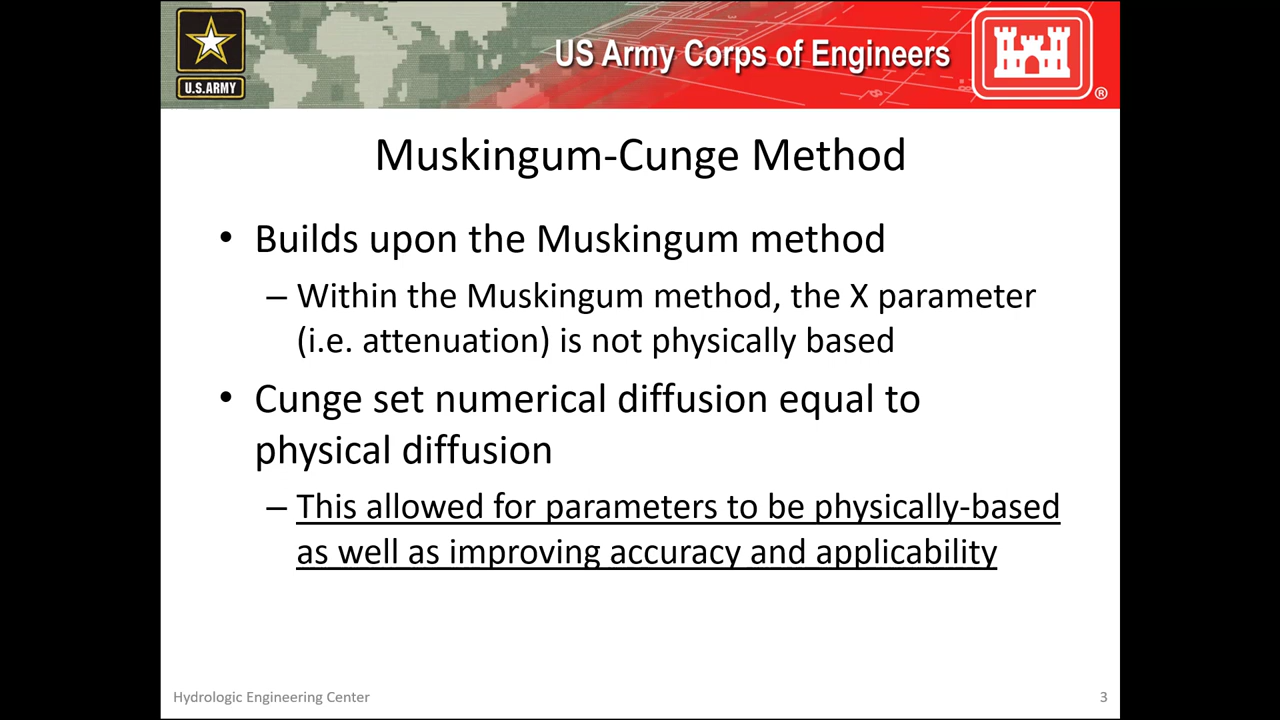 U.S.ARMY
US Army Corps of Engineers
®
Muskingum-Cunge Method
• Builds upon the Muskingum method
– Within the Muskingum method, the X parameter
(i.e. attenuation) is not physically based
• Cunge set numerical diffusion equal to
physical diffusion
– This allowed for parameters to be physically-based
as well as improving accuracy and applicability
Hydrologic Engineering Center
3